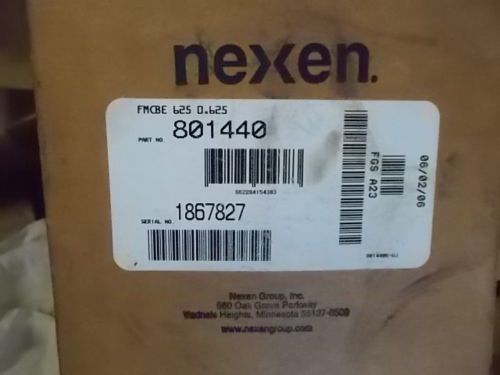 nexen.
FMCBE 625 0.625
PART NO. 801440
SERIAL NO. 1867827
FGS A23
06/02/06
Nexen Group, Inc.
560 Oak Grove Parkway
Vadnais Heights, Minnesota 55127-8509
www.nexengroup.com